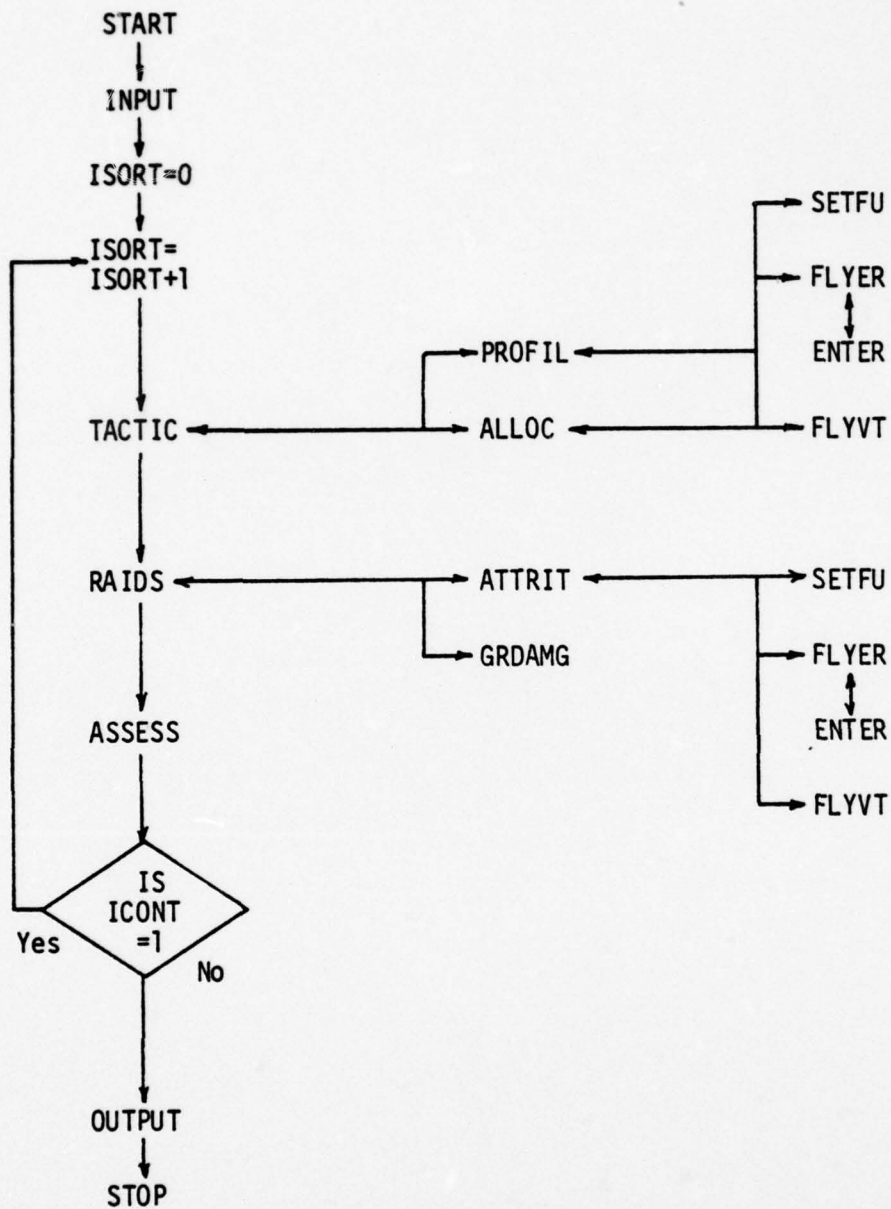 START
INPUT
ISORT=0
ISORT=
ISORT+1
SETFU
FLYER
PROFIL
ENTER
TACTIC
ALLOC
FLYVT
RAIDS
ATTRIT
SETFU
GRDAMG
FLYER
ASSESS
ENTER
FLYVT
IS
ICONT
=1
Yes
No
OUTPUT
STOP